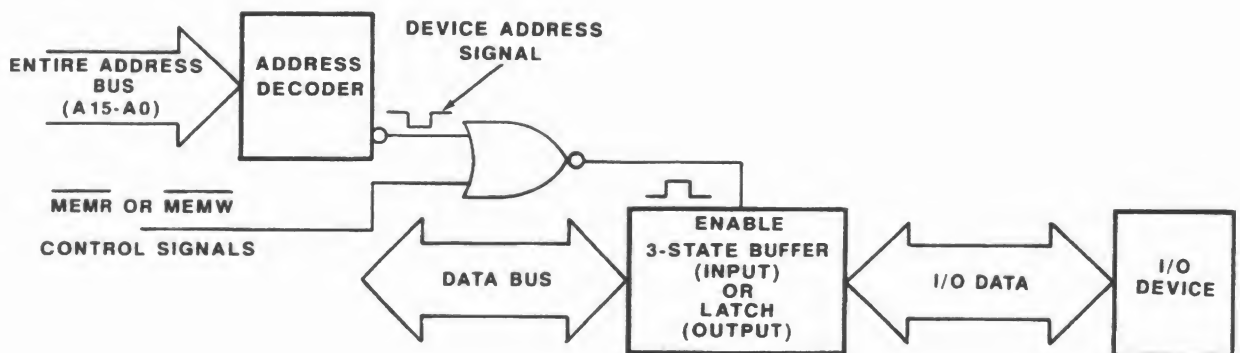 DEVICE ADDRESS
SIGNAL
ENTIRE ADDRESS
BUS
(A15-A0)
ADDRESS
DECODER
MEMR OR MEMW
CONTROL SIGNALS
DATA BUS
ENABLE
3-STATE BUFFER
(INPUT)
OR
LATCH
(OUTPUT)
I/O DATA
I/O
DEVICE